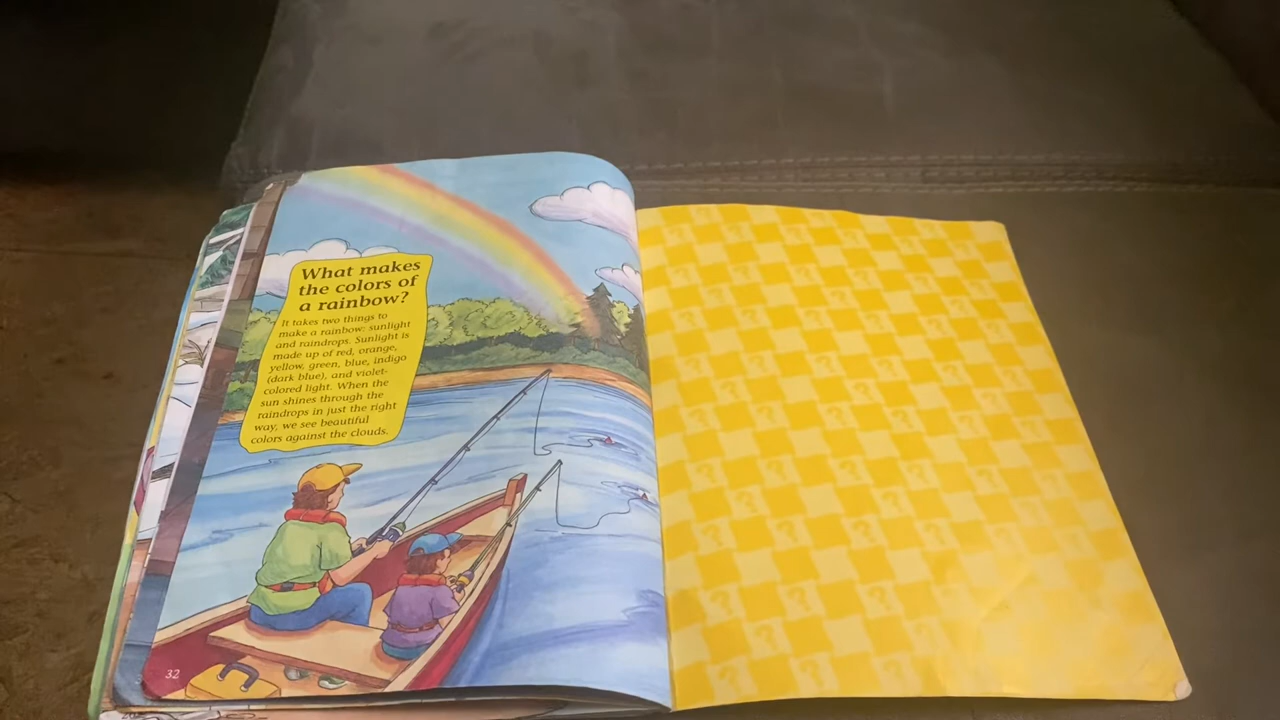 What makes
the colors of
a rainbow?
It takes two things to
make a rainbow: sunlight
and raindrops. Sunlight is
made up of red, orange,
yellow, green, blue, indigo
(dark blue), and violet-
colored light. When the
sun shines through the
raindrops in just the right
way, we see beautiful
colors against the clouds.
32